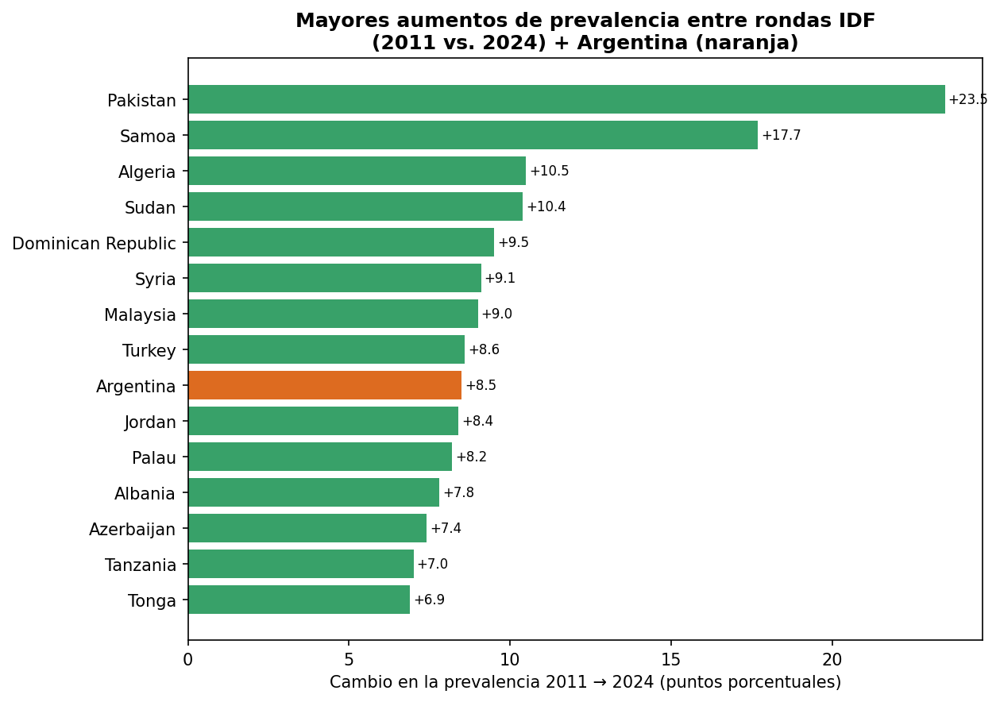 Mayores aumentos de prevalencia entre rondas IDF
(2011 vs. 2024) + Argentina (naranja)
Pakistan +23.5
Samoa +17.7
Algeria +10.5
Sudan +10.4
Dominican Republic +9.5
Syria +9.1
Malaysia +9.0
Turkey +8.6
Argentina +8.5
Jordan +8.4
Palau +8.2
Albania +7.8
Azerbaijan +7.4
Tanzania +7.0
Tonga +6.9
0 5 10 15 20
Cambio en la prevalencia 2011 → 2024 (puntos porcentuales)